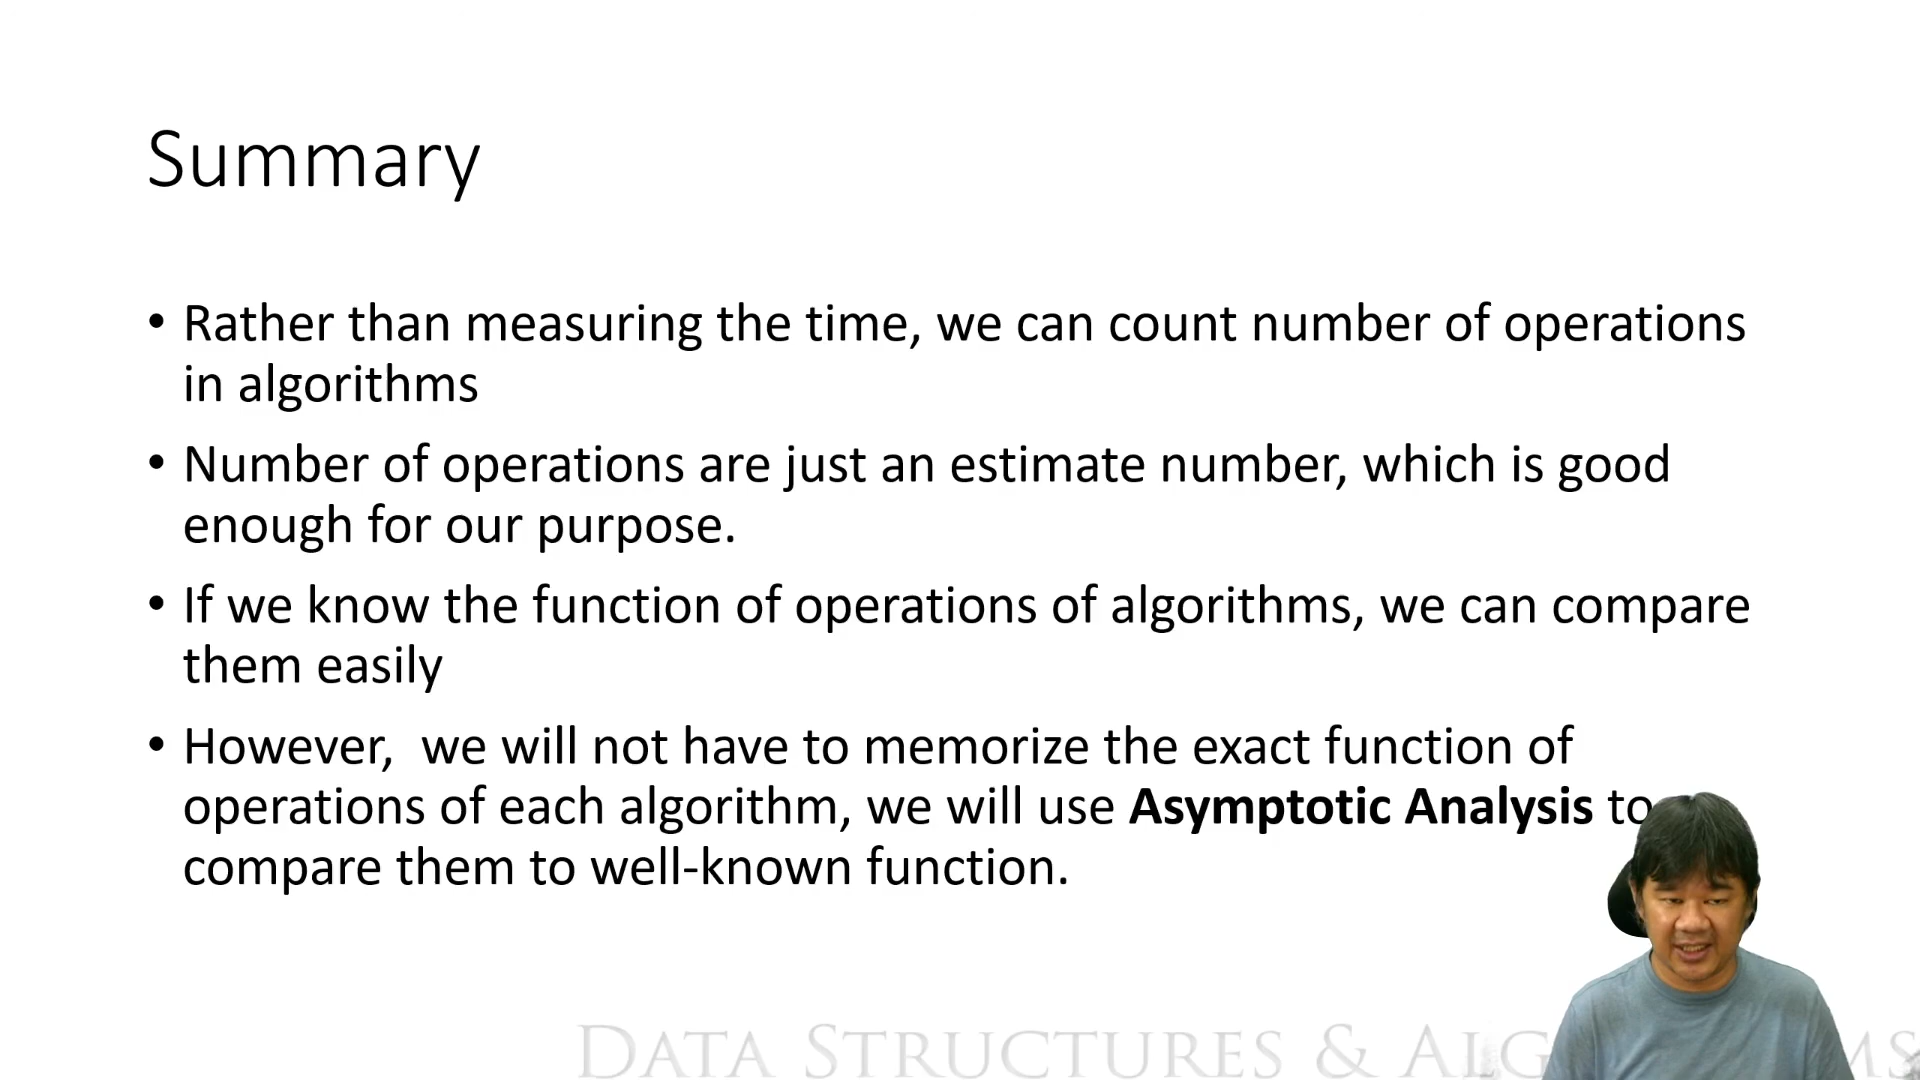 Summary
• Rather than measuring the time, we can count number of operations
in algorithms
• Number of operations are just an estimate number, which is good
enough for our purpose.
• If we know the function of operations of algorithms, we can compare
them easily
• However,  we will not have to memorize the exact function of
operations of each algorithm, we will use Asymptotic Analysis to
compare them to well-known function.
DATA STRUCTURES &